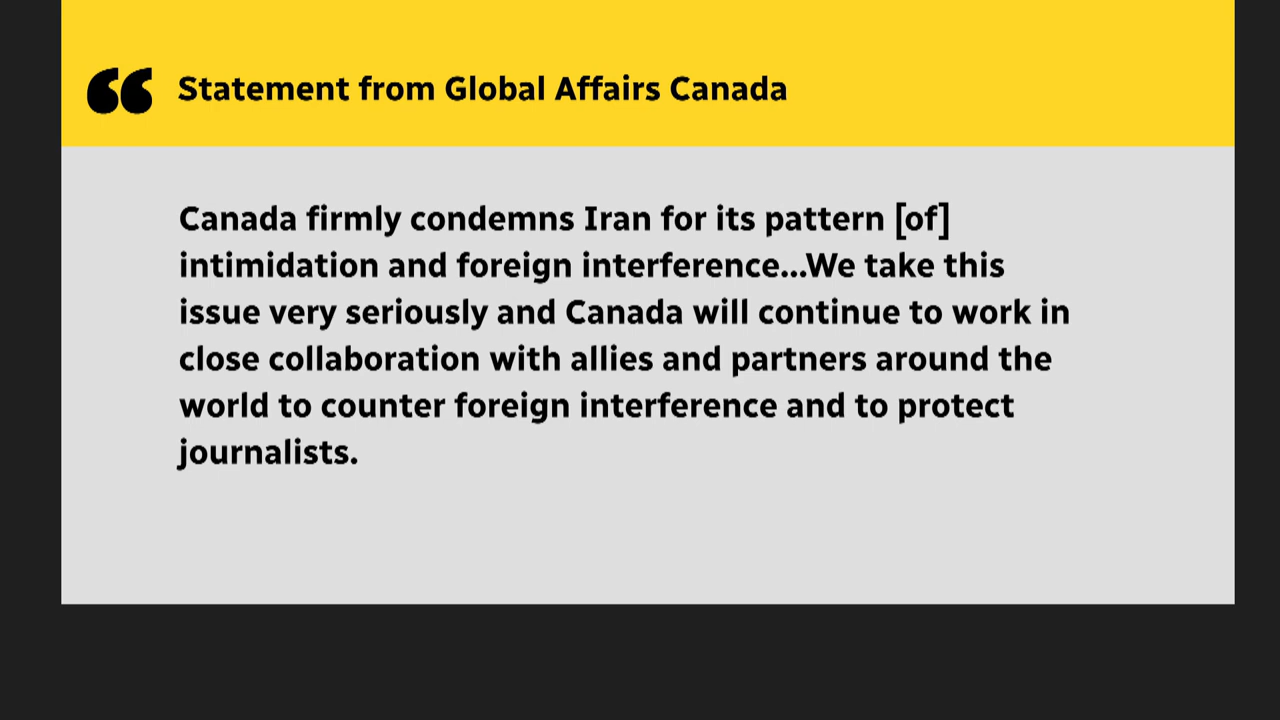 Statement from Global Affairs Canada
Canada firmly condemns Iran for its pattern [of]
intimidation and foreign interference...We take this
issue very seriously and Canada will continue to work in
close collaboration with allies and partners around the
world to counter foreign interference and to protect
journalists.